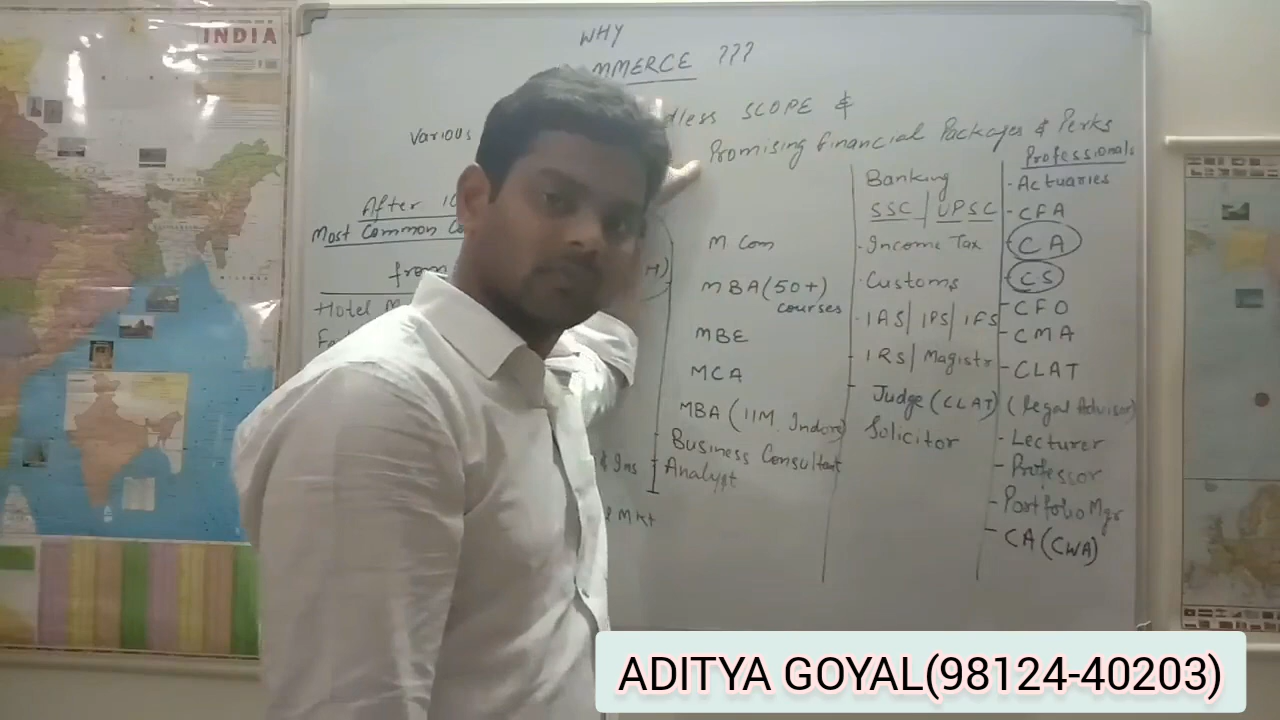 INDIA
WHY
MMERCE ???
dless SCOPE &
Various
Promising financial Packages & Perks
After 10
Most Common Co
from
H)
Hotel M
& Ins
& Mkt
M Com
MBA (50+)
courses
MBE
MCA
MBA (IIM Indore)
Business Consultant
Analyst
Banking
SSC | UPSC
Income Tax
Customs
IAS | IPS | IFS
IRS | Magistr
Judge (CLAT)
Solicitor
Professionals
- Actuaries
- CFA
- CA
- CS
- CFO
- CMA
- CLAT
(Legal Advisor)
- Lecturer
- Professor
- Portfolio Mgr
- CA (CWA)
ADITYA GOYAL(98124-40203)